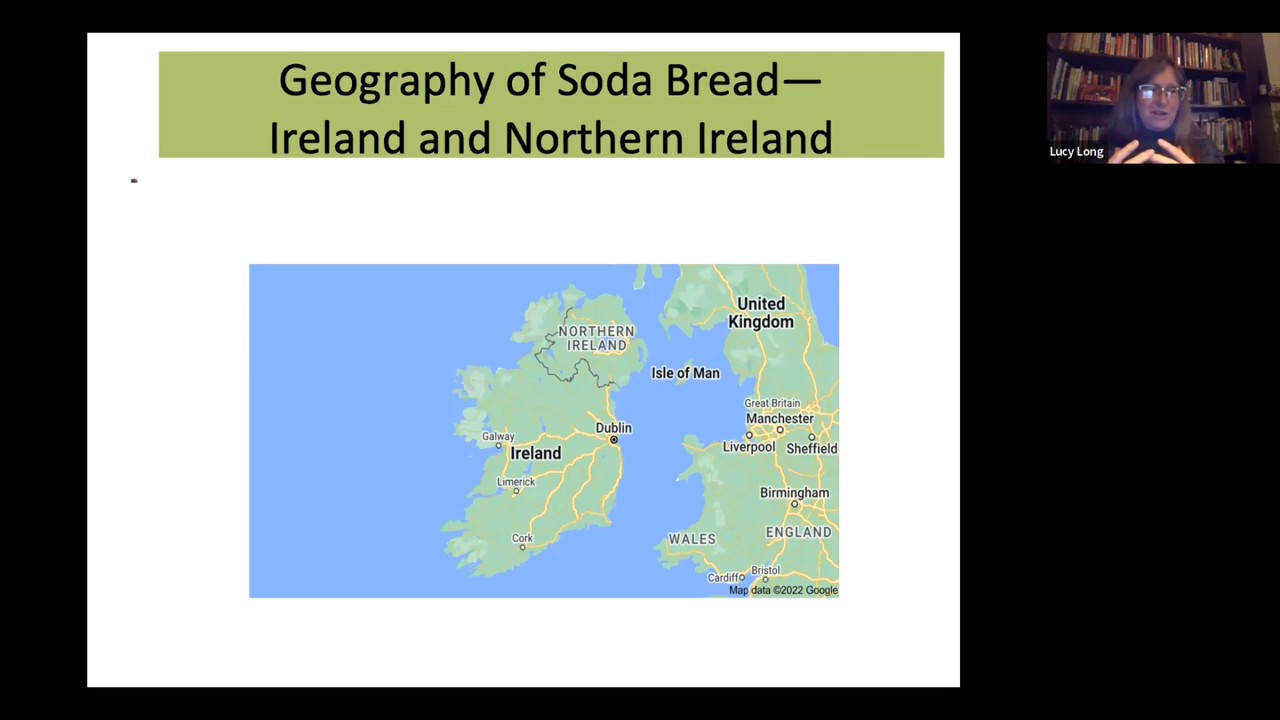 Geography of Soda Bread—
Ireland and Northern Ireland
Lucy Long
United
Kingdom
NORTHERN
IRELAND
Isle of Man
Great Britain
Manchester
Dublin
Galway
Liverpool
Sheffield
Ireland
Limerick
Birmingham
Cork
WALES
ENGLAND
Cardiff
Bristol
Map data ©2022 Google